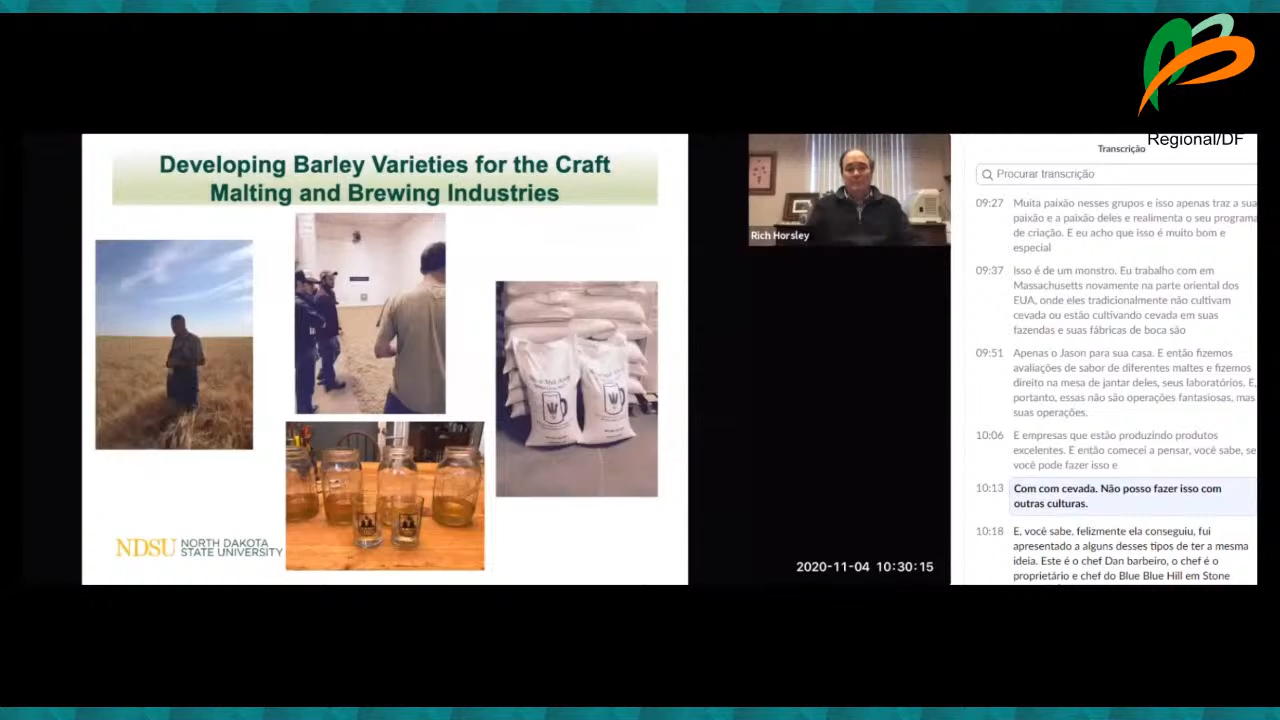 Regional/DF
Developing Barley Varieties for the Craft
Malting and Brewing Industries
NDSU NORTH DAKOTA
STATE UNIVERSITY
Rich Horsley
2020-11-04 10:30:15
Transcrição
Procurar transcrição
09:27 Muita paixão nesses grupos e isso apenas traz a sua
paixão e a paixão deles e realimenta o seu programa
de criação. E eu acho que isso é muito bom e
especial
09:37 Isso é de um monstro. Eu trabalho com em
Massachusetts novamente na parte oriental dos
EUA, onde eles tradicionalmente não cultivam
cevada ou estão cultivando cevada em suas
fazendas e suas fábricas de boca são
09:51 Apenas o Jason para sua casa. E então fizemos
avaliações de sabor de diferentes maltes e fizemos
direito na mesa de jantar deles, seus laboratórios. E,
portanto, essas não são operações fantasiosas, mas
suas operações.
10:06 E empresas que estão produzindo produtos
excelentes. E então comecei a pensar, você sabe, se
você pode fazer isso e
10:13 Com com cevada. Não posso fazer isso com
outras culturas.
10:18 E, você sabe, felizmente ela conseguiu, fui
apresentado a alguns desses tipos de ter a mesma
ideia. Este é o chef Dan barbeiro, o chef é o
proprietário e chef do Blue Blue Hill em Stone